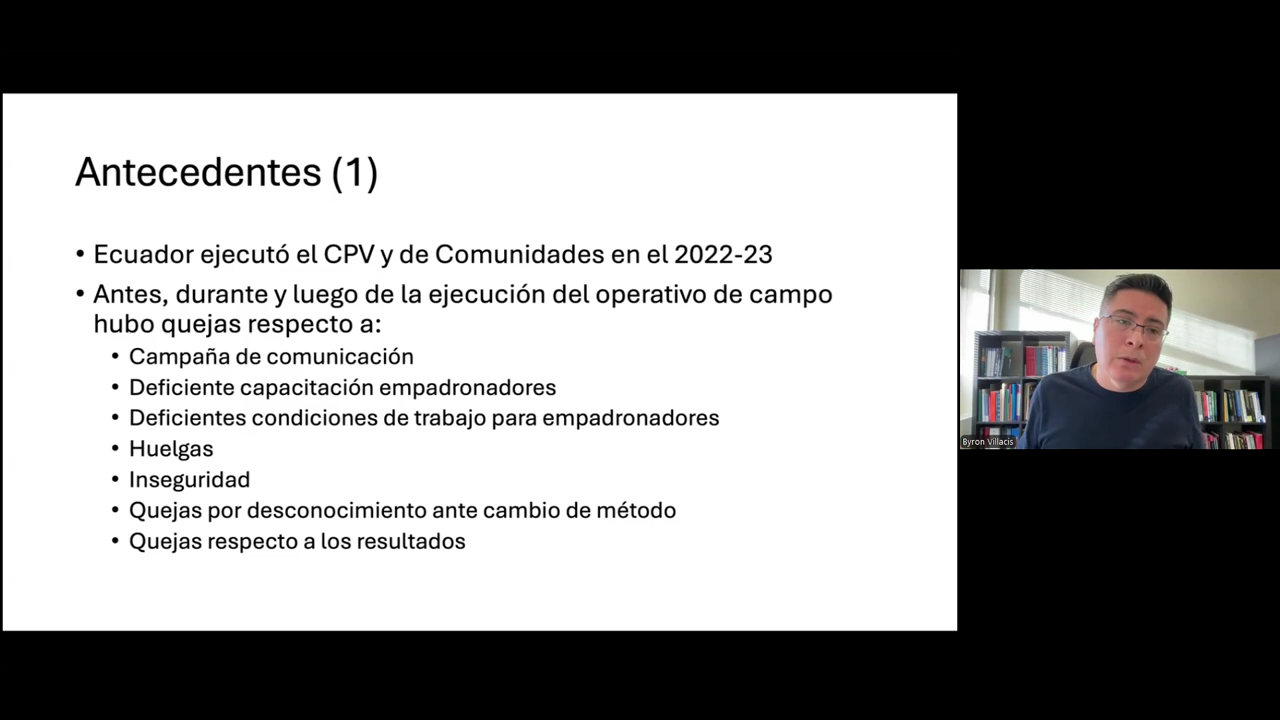 Antecedentes (1)
• Ecuador ejecutó el CPV y de Comunidades en el 2022-23
• Antes, durante y luego de la ejecución del operativo de campo
hubo quejas respecto a:
• Campaña de comunicación
• Deficiente capacitación empadronadores
• Deficientes condiciones de trabajo para empadronadores
• Huelgas
• Inseguridad
• Quejas por desconocimiento ante cambio de método
• Quejas respecto a los resultados
Byron Villacis